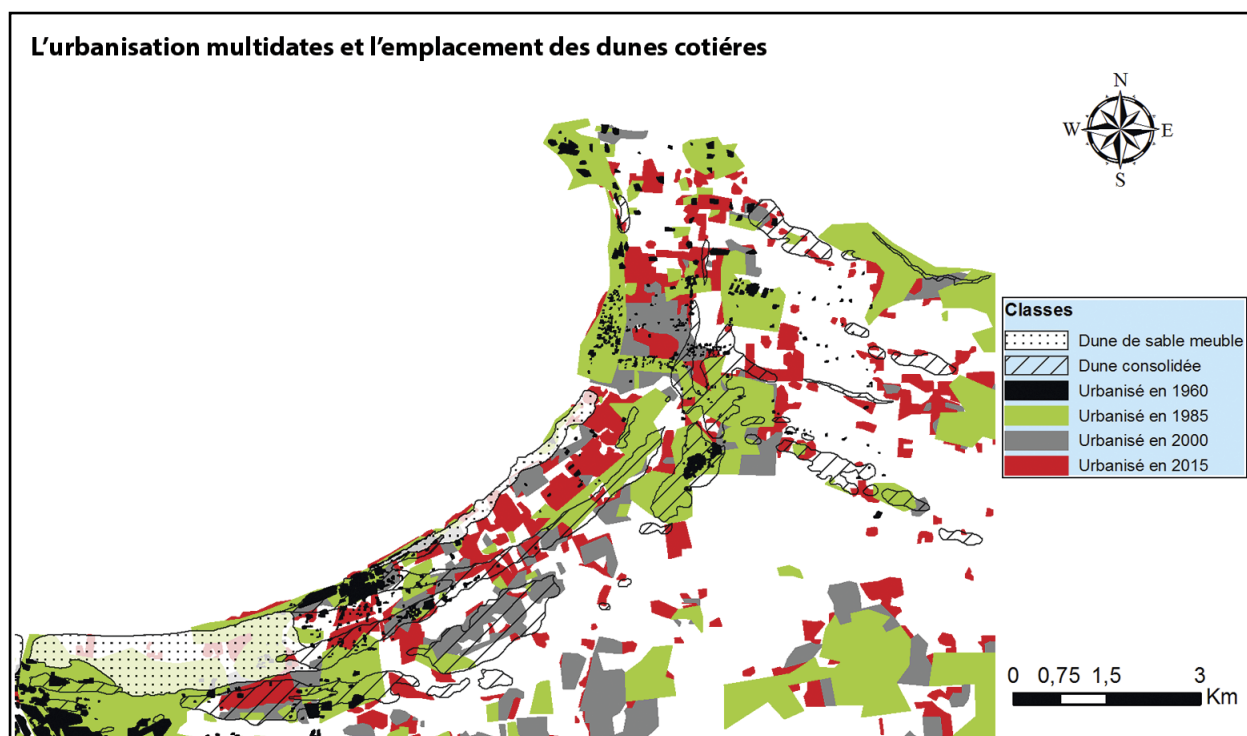 L'urbanisation multidates et l'emplacement des dunes cotiéres
N
W E
S
Classes
Dune de sable meuble
Dune consolidée
Urbanisé en 1960
Urbanisé en 1985
Urbanisé en 2000
Urbanisé en 2015
0 0,75 1,5 3
Km